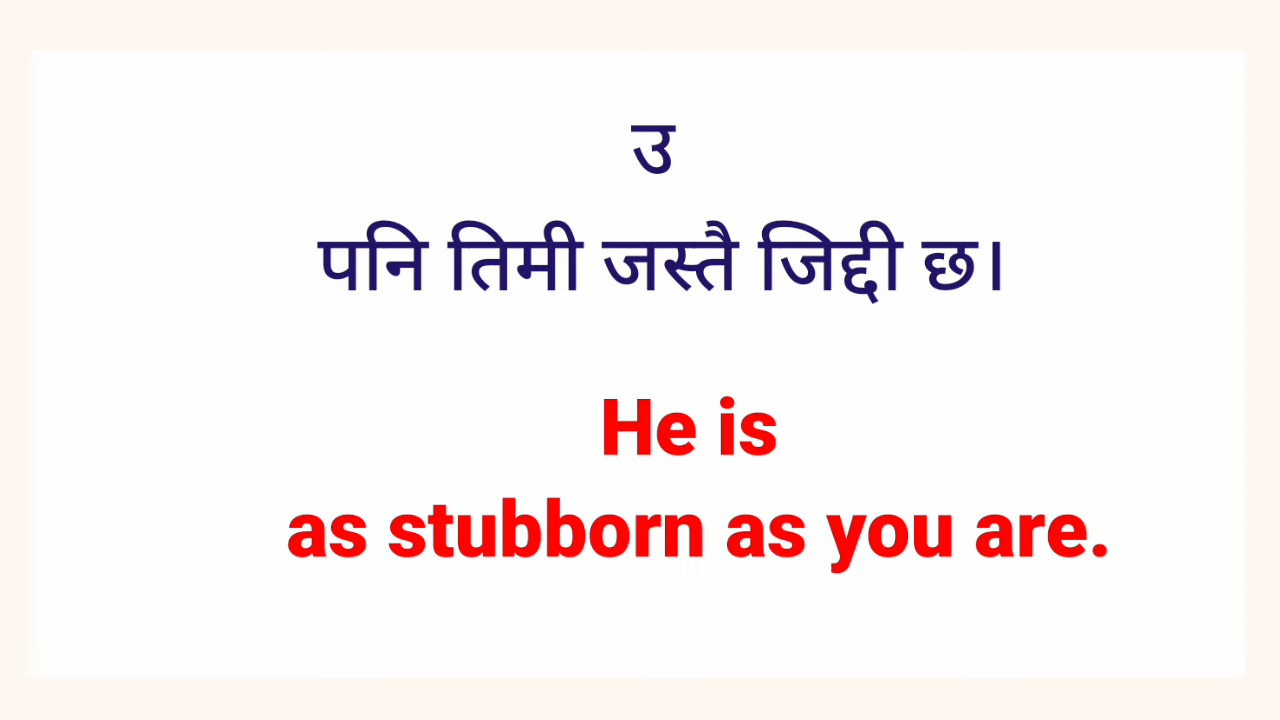 उ
पनि तिमी जस्तै जिद्दी छ।
He is
as stubborn as you are.